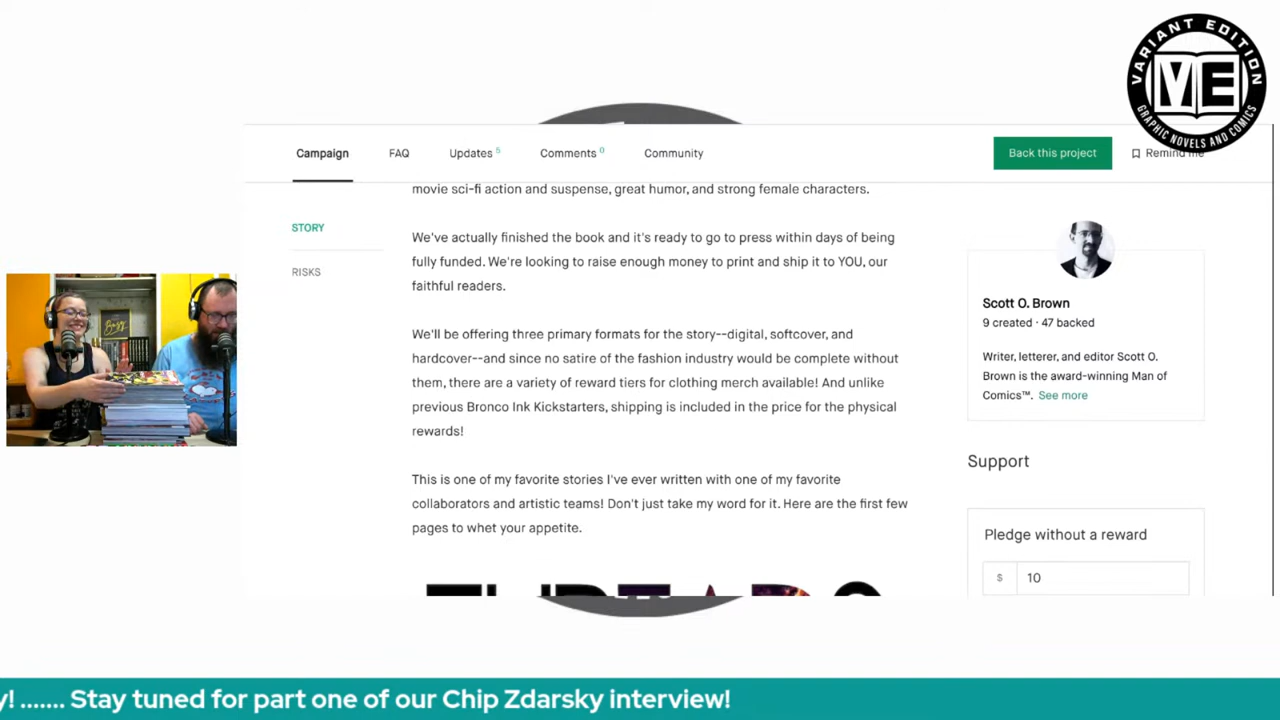 VARIANT EDITION
VE
GRAPHIC NOVELS AND COMICS
Campaign
FAQ
Updates 5
Comments 0
Community
Back this project
Remind me
movie sci-fi action and suspense, great humor, and strong female characters.
STORY
RISKS
We've actually finished the book and it's ready to go to press within days of being
fully funded. We're looking to raise enough money to print and ship it to YOU, our
faithful readers.
We'll be offering three primary formats for the story--digital, softcover, and
hardcover--and since no satire of the fashion industry would be complete without
them, there are a variety of reward tiers for clothing merch available! And unlike
previous Bronco Ink Kickstarters, shipping is included in the price for the physical
rewards!
This is one of my favorite stories I've ever written with one of my favorite
collaborators and artistic teams! Don't just take my word for it. Here are the first few
pages to whet your appetite.
Scott O. Brown
9 created · 47 backed
Writer, letterer, and editor Scott O.
Brown is the award-winning Man of
Comics™. See more
Support
Pledge without a reward
$ 10
y! ....... Stay tuned for part one of our Chip Zdarsky interview!